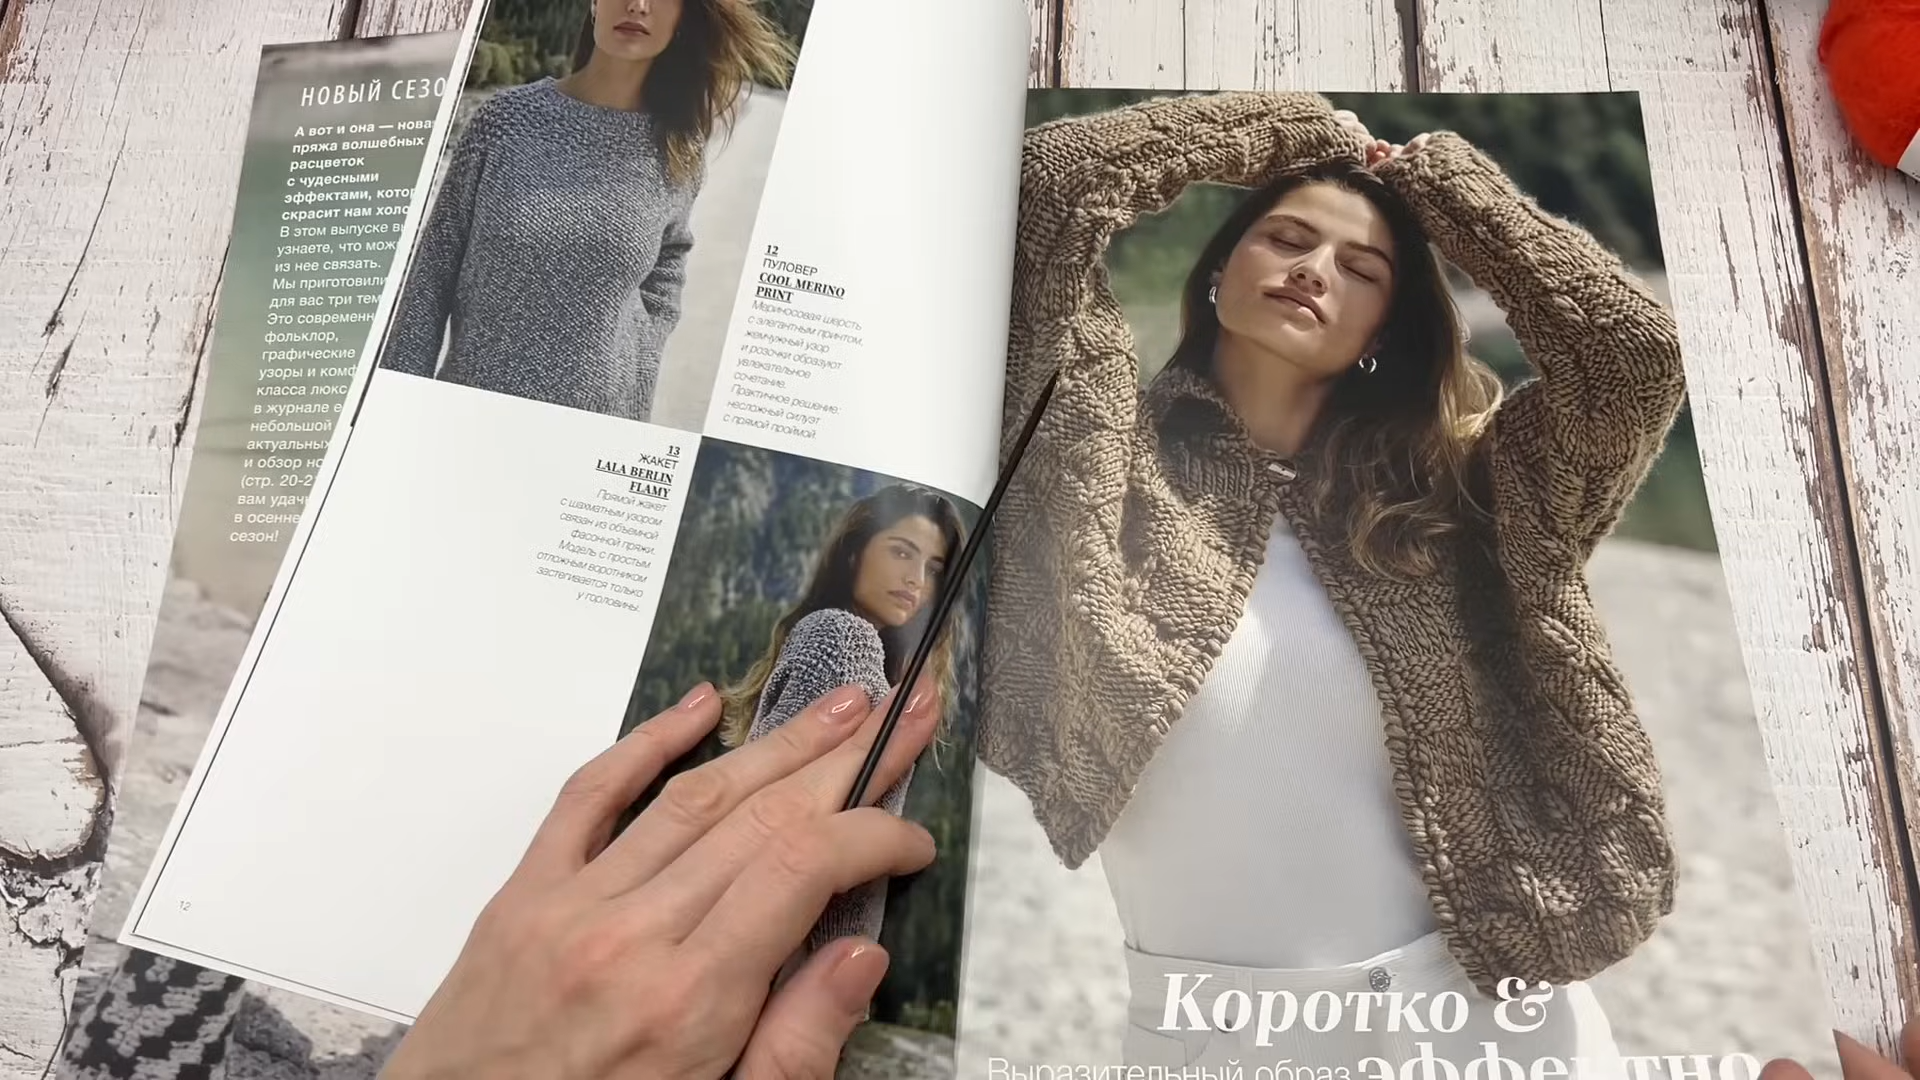 НОВЫЙ СЕЗО
А вот и она — нова
пряжа волшебных
расцветок
с чудесными
эффектами, котор
скрасит нам холо
В этом выпуске в
узнаете, что мож
из нее связать.
Мы приготовили
для вас три тем
Это современн
фольклор,
графические
узоры и комф
класса люкс
в журнале е
небольшой
актуальных
и обзор но
(стр. 20-2
вам удачи
в осенне
сезон!
12
ПУЛОВЕР
COOL MERINO
PRINT
Мериносовая шерсть
с элегантным принтом,
жемчужный узор
и розочки образуют
увлекательное
сочетание.
Практичное решение:
несложный силуэт
с прямой проймой.
13
ЖАКЕТ
LALA BERLIN
FLAMY
Прямой жакет
с шахматным узором
связан из объемной
фасонной пряжи.
Модель с простым
отложным воротником
застегивается только
у горловины.
12
Коротко &
эффектно
Выразительный образ